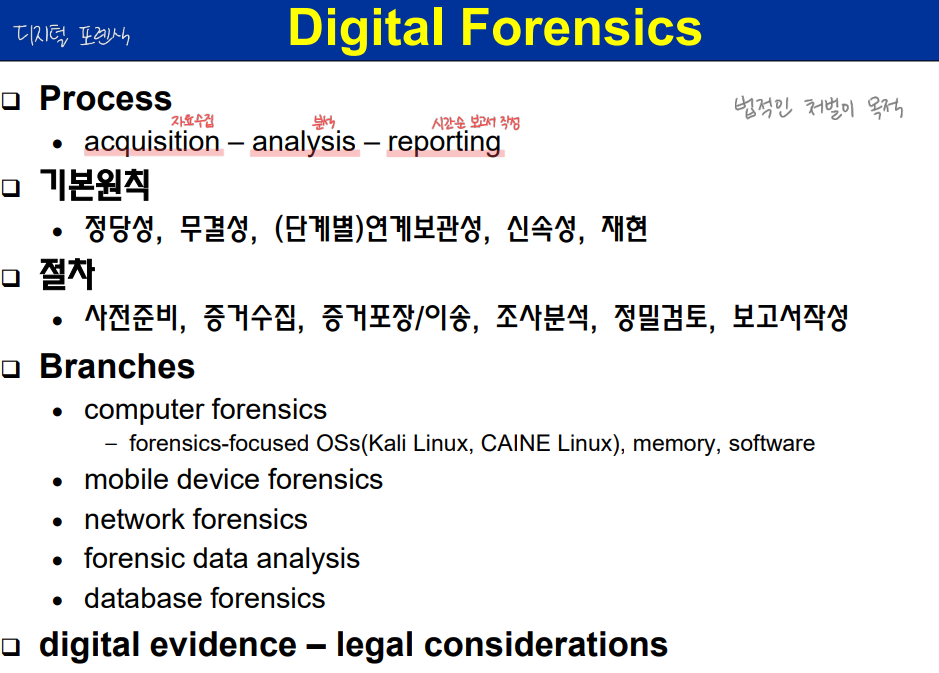 디지털 포렌식
Digital Forensics
❑ Process
법적인 처벌이 목적
자료수집 분석 시간순 보고서 작성
• acquisition – analysis – reporting
❑ 기본원칙
• 정당성, 무결성, (단계별)연계보관성, 신속성, 재현
❑ 절차
• 사전준비, 증거수집, 증거포장/이송, 조사분석, 정밀검토, 보고서작성
❑ Branches
• computer forensics
– forensics-focused OSs(Kali Linux, CAINE Linux), memory, software
• mobile device forensics
• network forensics
• forensic data analysis
• database forensics
❑ digital evidence – legal considerations